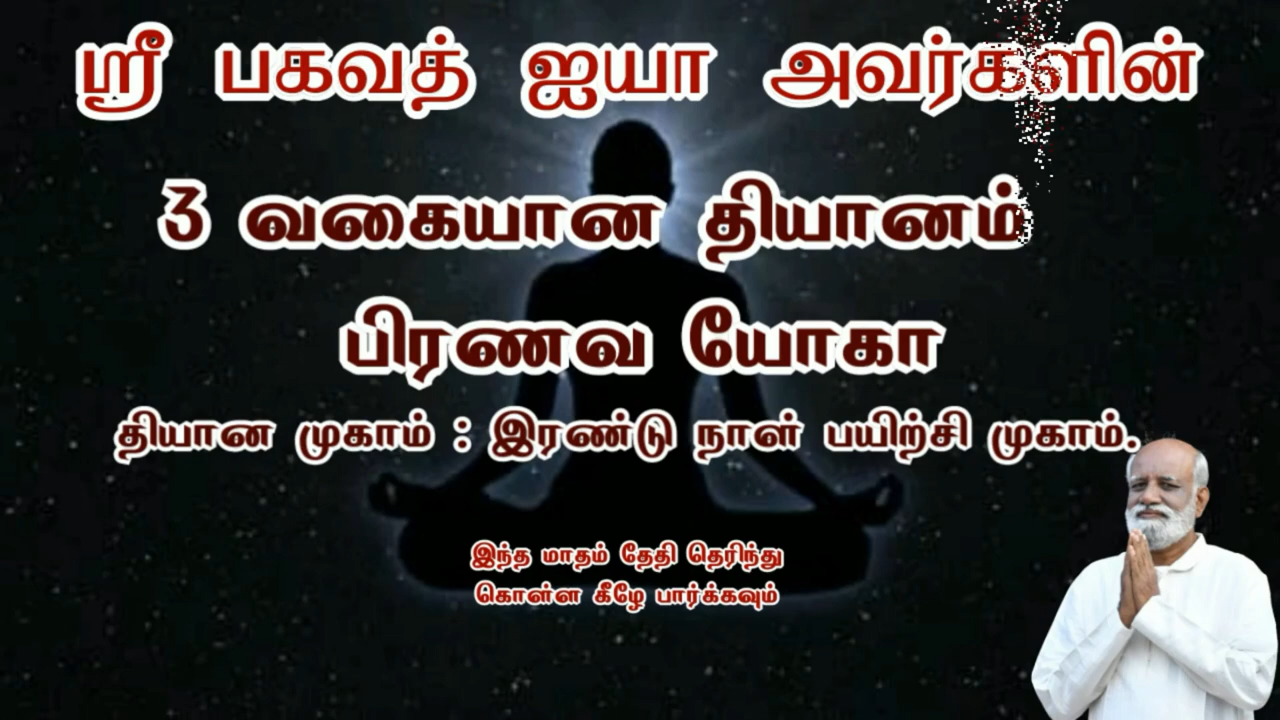 ஸ்ரீ பகவத் ஐயா அவர்களின்
3 வகையான தியானம்
பிரணவ யோகா
தியான முகாம் : இரண்டு நாள் பயிற்சி முகாம்.
இந்த மாதம் தேதி தெரிந்து
கொள்ள கீழே பார்க்கவும்